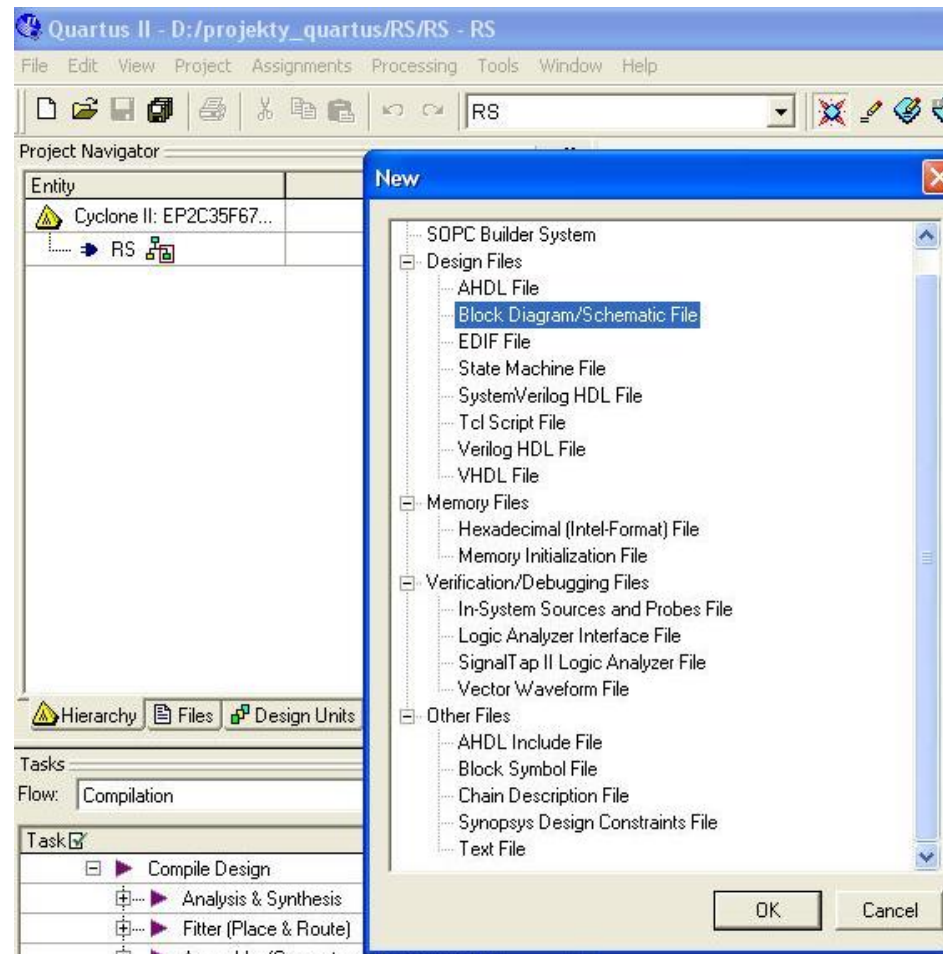 Quartus II - D:/projekty_quartus/RS/RS - RS
File Edit View Project Assignments Processing Tools Window Help
RS
Project Navigator
Entity
Cyclone II: EP2C35F67...
RS
Hierarchy Files Design Units
Tasks
Flow: Compilation
Task
Compile Design
Analysis & Synthesis
Fitter (Place & Route)
New
SOPC Builder System
Design Files
AHDL File
Block Diagram/Schematic File
EDIF File
State Machine File
SystemVerilog HDL File
Tcl Script File
Verilog HDL File
VHDL File
Memory Files
Hexadecimal (Intel-Format) File
Memory Initialization File
Verification/Debugging Files
In-System Sources and Probes File
Logic Analyzer Interface File
SignalTap II Logic Analyzer File
Vector Waveform File
Other Files
AHDL Include File
Block Symbol File
Chain Description File
Synopsys Design Constraints File
Text File
OK Cancel